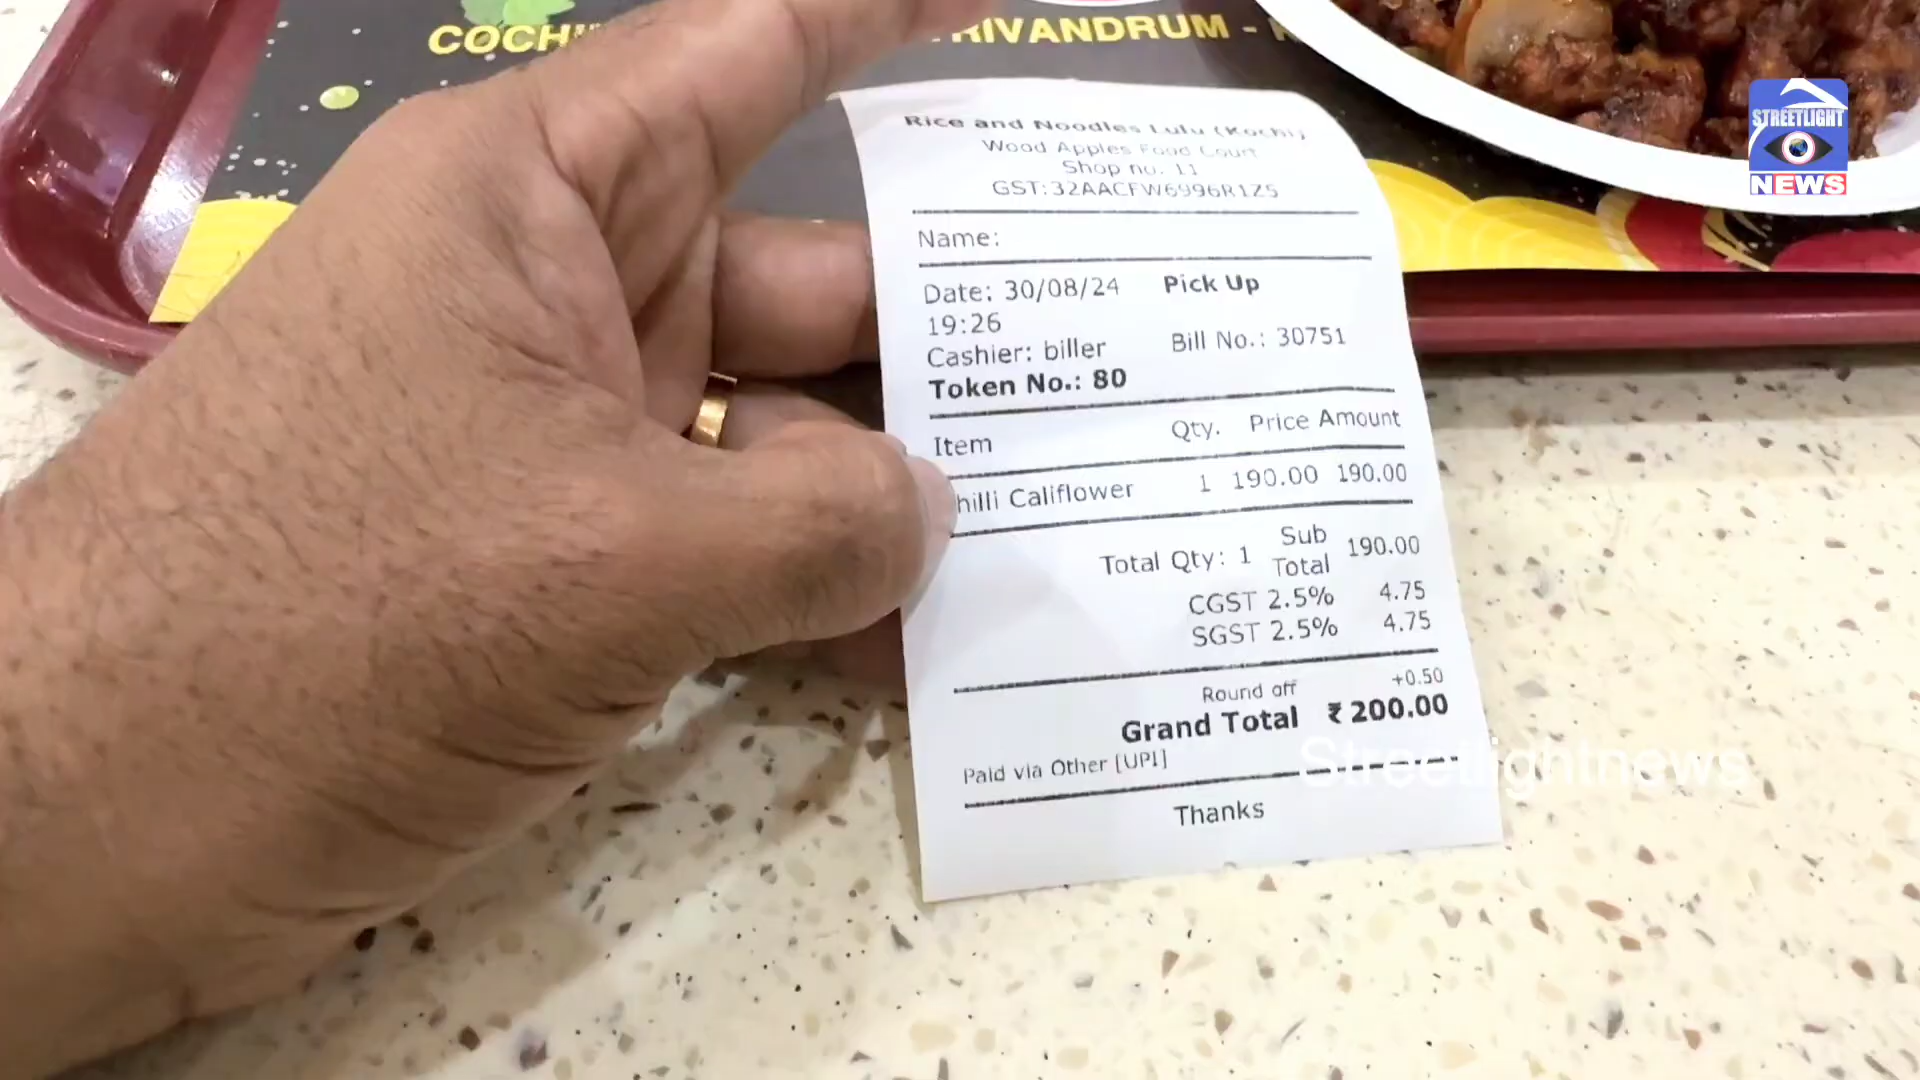 COCHI
TRIVANDRUM -
STREETLIGHT
NEWS
Rice and Noodles Lulu (Kochi)
Wood Apples Food Court
Shop no. 11
GST:32AACFW6996R1Z5
Name:
Date: 30/08/24 Pick Up
19:26
Cashier: biller Bill No.: 30751
Token No.: 80
Item Qty. Price Amount
hilli Califlower 1 190.00 190.00
Total Qty: 1 Sub Total 190.00
CGST 2.5% 4.75
SGST 2.5% 4.75
Round off +0.50
Grand Total ₹ 200.00
Paid via Other [UPI]
Streetlightnews
Thanks